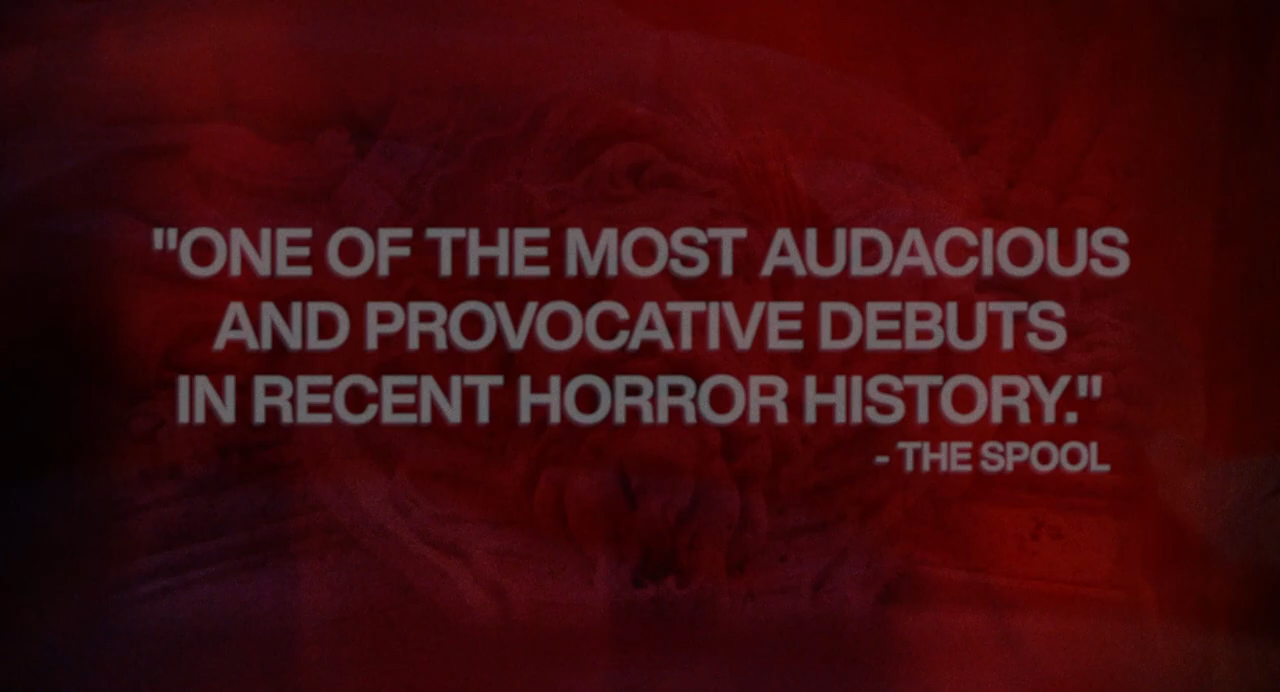 "ONE OF THE MOST AUDACIOUS
AND PROVOCATIVE DEBUTS
IN RECENT HORROR HISTORY."
- THE SPOOL